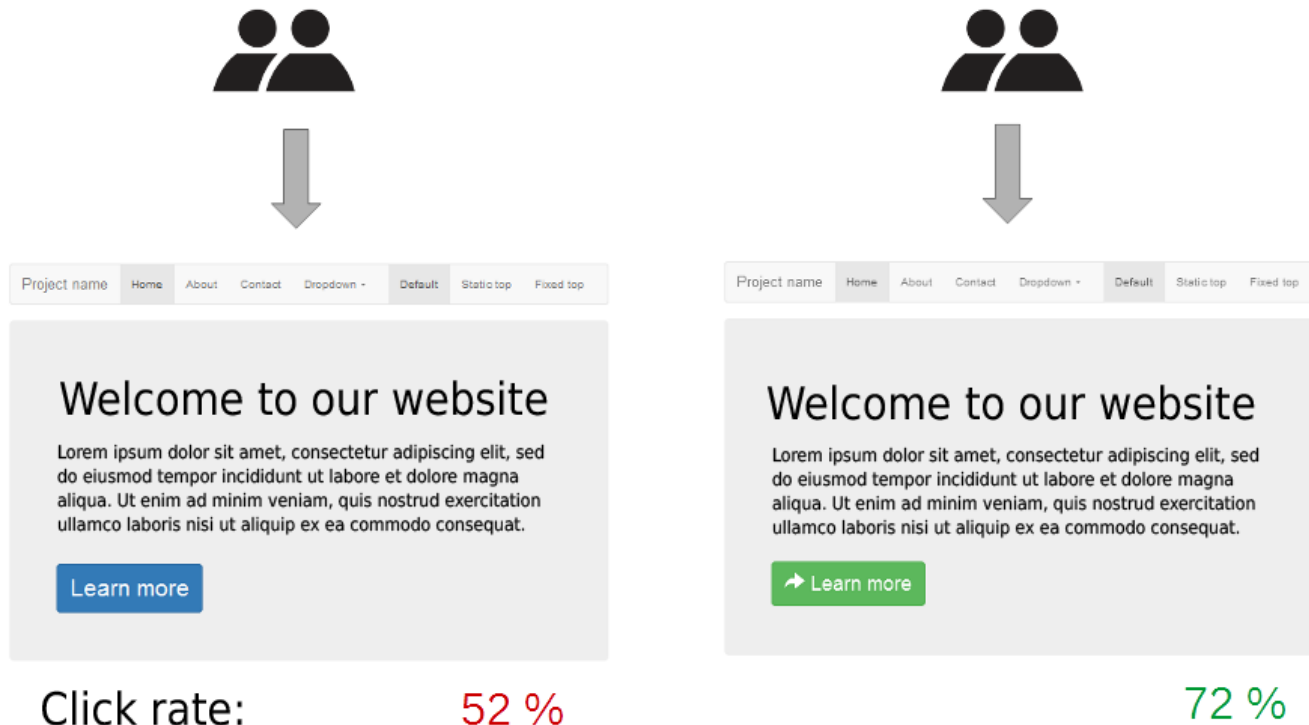 Project name Home About Contact Dropdown Default Static top Fixed top
Welcome to our website
Lorem ipsum dolor sit amet, consectetur adipiscing elit, sed
do eiusmod tempor incididunt ut labore et dolore magna
aliqua. Ut enim ad minim veniam, quis nostrud exercitation
ullamco laboris nisi ut aliquip ex ea commodo consequat.
Learn more
Project name Home About Contact Dropdown Default Static top Fixed top
Welcome to our website
Lorem ipsum dolor sit amet, consectetur adipiscing elit, sed
do eiusmod tempor incididunt ut labore et dolore magna
aliqua. Ut enim ad minim veniam, quis nostrud exercitation
ullamco laboris nisi ut aliquip ex ea commodo consequat.
Learn more
Click rate: 52 % 72 %